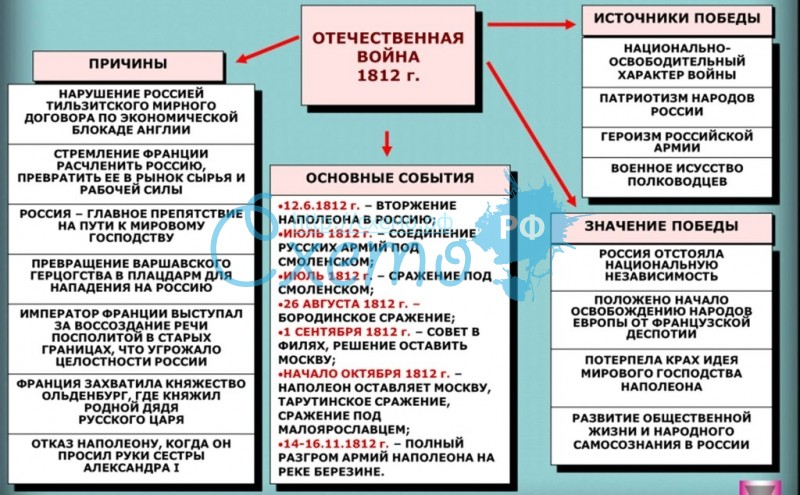 ОТЕЧЕСТВЕННАЯ
ВОЙНА
1812 г.
ПРИЧИНЫ
НАРУШЕНИЕ РОССИЕЙ
ТИЛЬЗИТСКОГО МИРНОГО
ДОГОВОРА ПО ЭКОНОМИЧЕСКОЙ
БЛОКАДЕ АНГЛИИ
СТРЕМЛЕНИЕ ФРАНЦИИ
РАСЧЛЕНИТЬ РОССИЮ,
ПРЕВРАТИТЬ ЕЕ В РЫНОК СЫРЬЯ И
РАБОЧЕЙ СИЛЫ
РОССИЯ – ГЛАВНОЕ ПРЕПЯТСТВИЕ
НА ПУТИ К МИРОВОМУ
ГОСПОДСТВУ
ПРЕВРАЩЕНИЕ ВАРШАВСКОГО
ГЕРЦОГСТВА В ПЛАЦДАРМ ДЛЯ
НАПАДЕНИЯ НА РОССИЮ
ИМПЕРАТОР ФРАНЦИИ ВЫСТУПАЛ
ЗА ВОССОЗДАНИЕ РЕЧИ
ПОСПОЛИТОЙ В СТАРЫХ
ГРАНИЦАХ, ЧТО УГРОЖАЛО
ЦЕЛОСТНОСТИ РОССИИ
ФРАНЦИЯ ЗАХВАТИЛА КНЯЖЕСТВО
ОЛЬДЕНБУРГ, ГДЕ КНЯЖИЛ
РОДНОЙ ДЯДЯ
РУССКОГО ЦАРЯ
ОТКАЗ НАПОЛЕОНУ, КОГДА ОН
ПРОСИЛ РУКИ СЕСТРЫ
АЛЕКСАНДРА I
ОСНОВНЫЕ СОБЫТИЯ
•12.6.1812 г. – ВТОРЖЕНИЕ
НАПОЛЕОНА В РОССИЮ;
•ИЮЛЬ 1812 г. – СОЕДИНЕНИЕ
РУССКИХ АРМИЙ ПОД
СМОЛЕНСКОМ;
•ИЮЛЬ 1812 г. – СРАЖЕНИЕ ПОД
СМОЛЕНСКОМ;
•26 АВГУСТА 1812 г. –
БОРОДИНСКОЕ СРАЖЕНИЕ;
•1 СЕНТЯБРЯ 1812 г. – СОВЕТ В
ФИЛЯХ, РЕШЕНИЕ ОСТАВИТЬ
МОСКВУ;
•НАЧАЛО ОКТЯБРЯ 1812 г. –
НАПОЛЕОН ОСТАВЛЯЕТ МОСКВУ,
ТАРУТИНСКОЕ СРАЖЕНИЕ,
СРАЖЕНИЕ ПОД
МАЛОЯРОСЛАВЦЕМ;
•14-16.11.1812 г. – ПОЛНЫЙ
РАЗГРОМ АРМИЙ НАПОЛЕОНА НА
РЕКЕ БЕРЕЗИНЕ.
ИСТОЧНИКИ ПОБЕДЫ
НАЦИОНАЛЬНО-
ОСВОБОДИТЕЛЬНЫЙ
ХАРАКТЕР ВОЙНЫ
ПАТРИОТИЗМ НАРОДОВ
РОССИИ
ГЕРОИЗМ РОССИЙСКОЙ
АРМИИ
ВОЕННОЕ ИСУССТВО
ПОЛКОВОДЦЕВ
ЗНАЧЕНИЕ ПОБЕДЫ
РОССИЯ ОТСТОЯЛА
НАЦИОНАЛЬНУЮ
НЕЗАВИСИМОСТЬ
ПОЛОЖЕНО НАЧАЛО
ОСВОБОЖДЕНИЮ НАРОДОВ
ЕВРОПЫ ОТ ФРАНЦУЗСКОЙ
ДЕСПОТИИ
ПОТЕРПЕЛА КРАХ ИДЕЯ
МИРОВОГО ГОСПОДСТВА
НАПОЛЕОНА
РАЗВИТИЕ ОБЩЕСТВЕННОЙ
ЖИЗНИ И НАРОДНОГО
САМОСОЗНАНИЯ В РОССИИ
Схемо
РФ